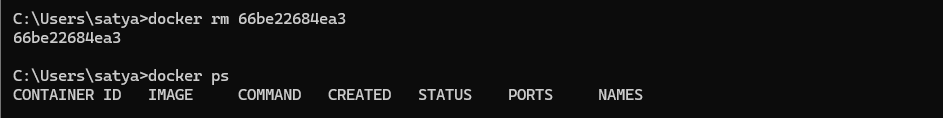 C:\Users\satya>docker rm 66be22684ea3
66be22684ea3
C:\Users\satya>docker ps
CONTAINER ID   IMAGE     COMMAND   CREATED   STATUS    PORTS     NAMES